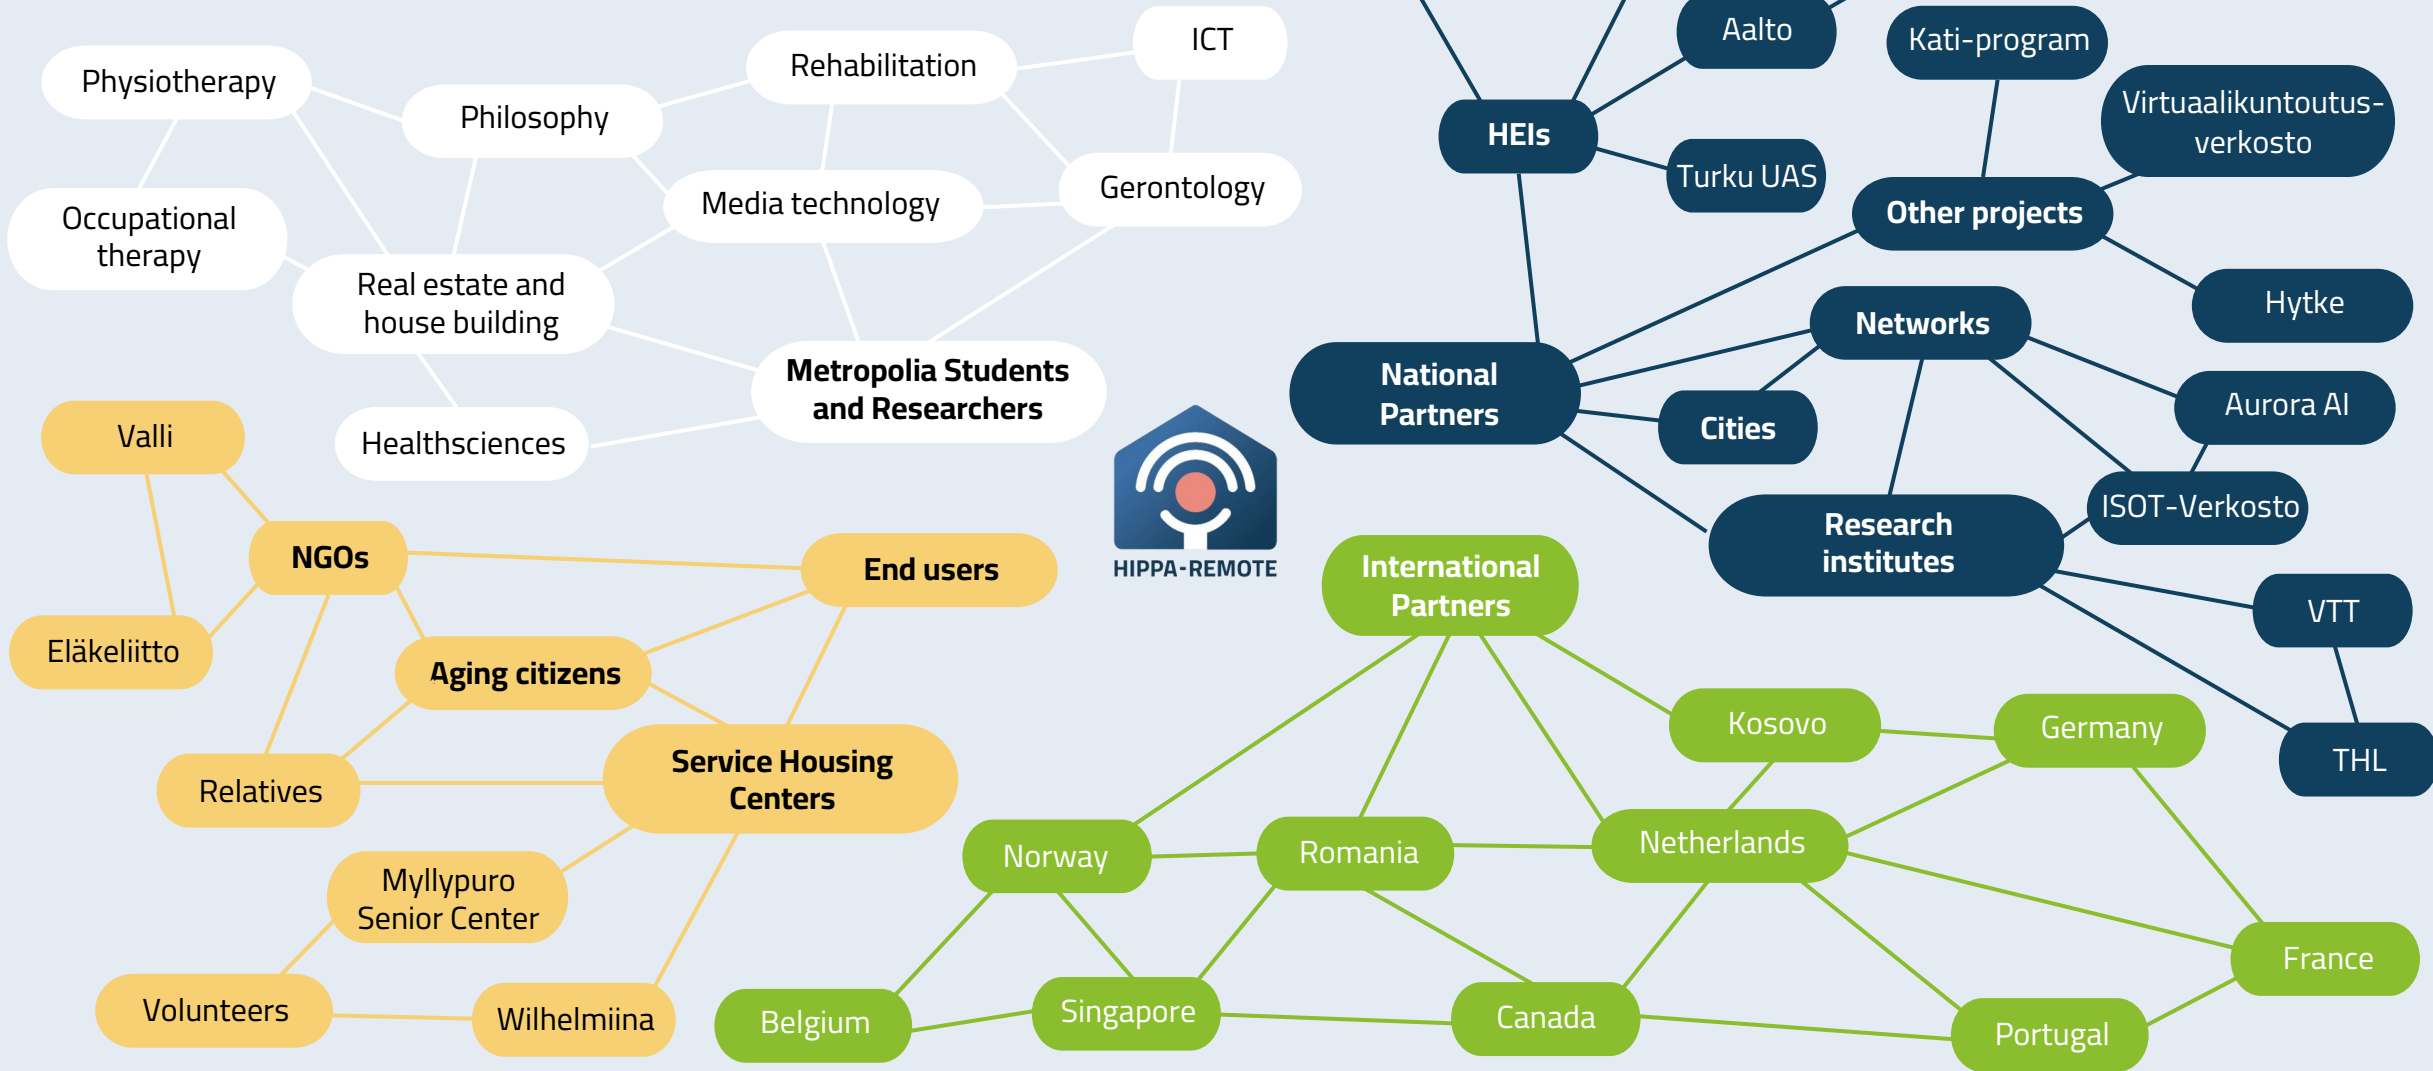 Physiotherapy
Philosophy
Rehabilitation
ICT
Occupational
therapy
Media technology
Gerontology
Real estate and
house building
Metropolia Students
and Researchers
Healthsciences
Aalto
Kati-program
Virtuaalikuntoutus-
verkosto
HEIs
Turku UAS
Other projects
Hytke
Networks
National
Partners
Cities
Aurora AI
ISOT-Verkosto
Research
institutes
VTT
THL
HIPPA-REMOTE
Valli
NGOs
End users
Eläkeliitto
Aging citizens
Relatives
Service Housing
Centers
Myllypuro
Senior Center
Volunteers
Wilhelmiina
International
Partners
Kosovo
Germany
Norway
Romania
Netherlands
France
Belgium
Singapore
Canada
Portugal